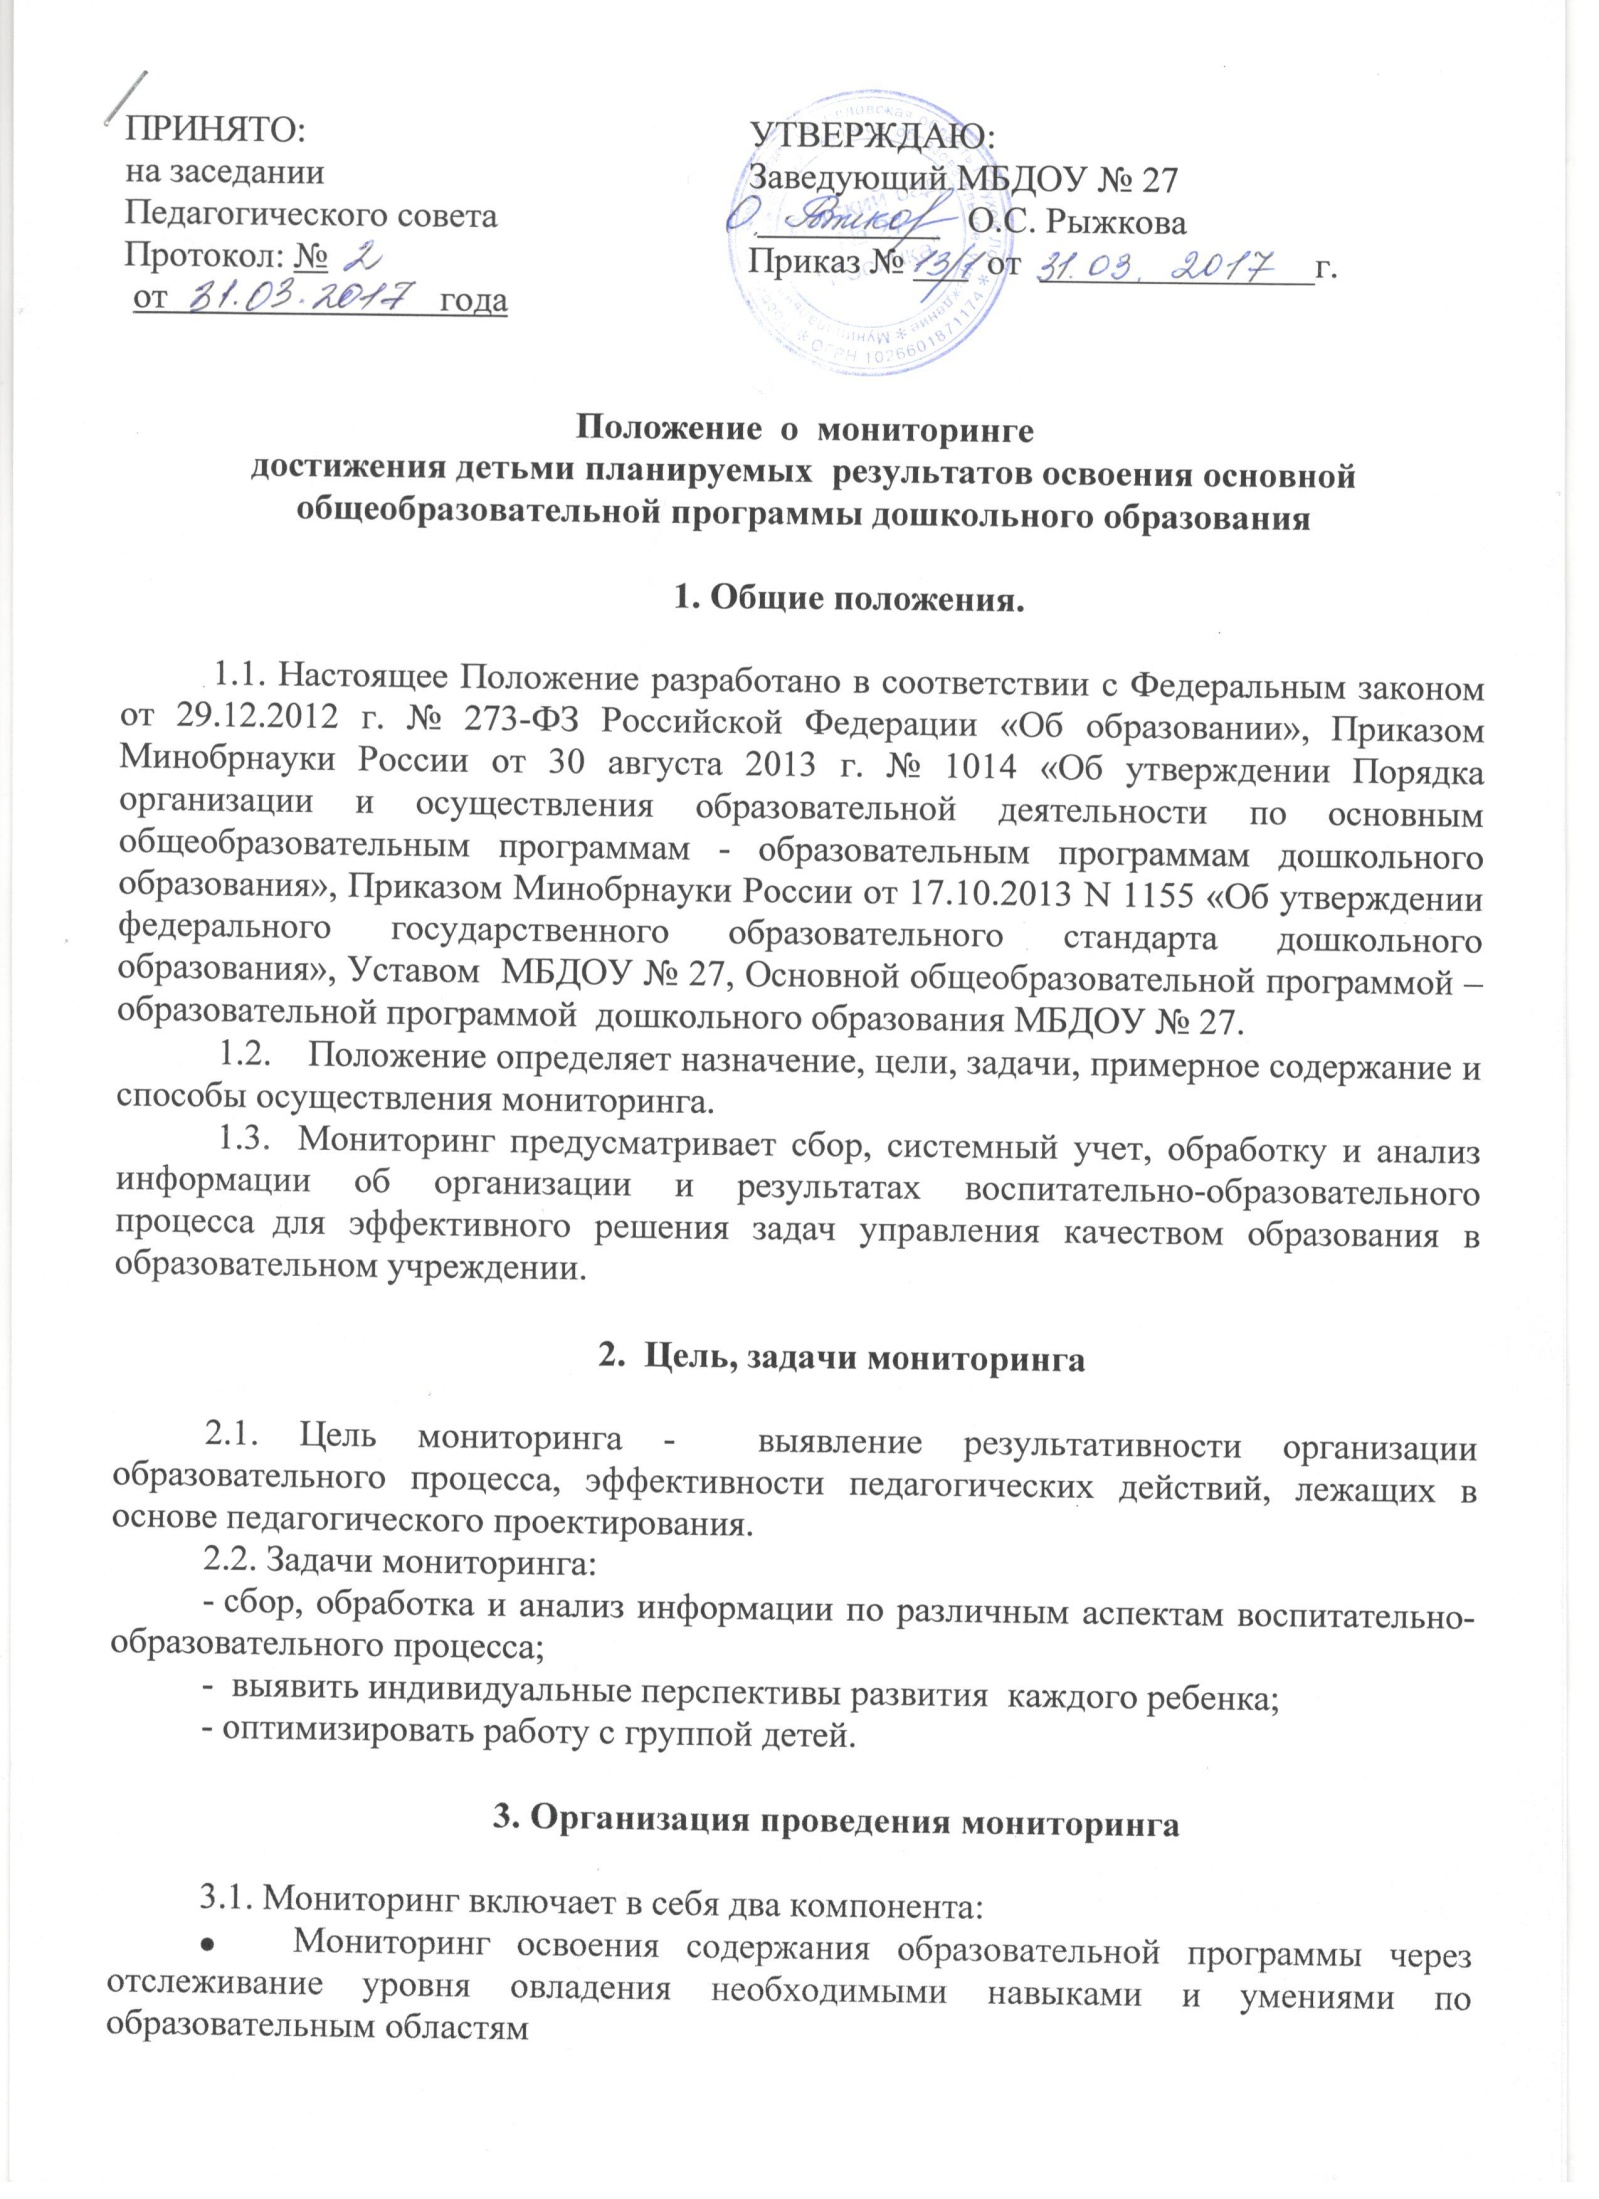 ПРИНЯТО:
на заседании
Педагогического совета
Протокол: № 2
от 31.03.2017 года
УТВЕРЖДАЮ:
Заведующий МБДОУ № 27
О.С. Рыжкова
Приказ № 13/1 от 31.03. 2017 г.
ОГРН 1026601871174
Положение о мониторинге
достижения детьми планируемых результатов освоения основной
общеобразовательной программы дошкольного образования
1. Общие положения.
1.1. Настоящее Положение разработано в соответствии с Федеральным законом
от 29.12.2012 г. № 273-ФЗ Российской Федерации «Об образовании», Приказом
Минобрнауки России от 30 августа 2013 г. № 1014 «Об утверждении Порядка
организации и осуществления образовательной деятельности по основным
общеобразовательным программам - образовательным программам дошкольного
образования», Приказом Минобрнауки России от 17.10.2013 N 1155 «Об утверждении
федерального государственного образовательного стандарта дошкольного
образования», Уставом МБДОУ № 27, Основной общеобразовательной программой –
образовательной программой дошкольного образования МБДОУ № 27.
1.2. Положение определяет назначение, цели, задачи, примерное содержание и
способы осуществления мониторинга.
1.3. Мониторинг предусматривает сбор, системный учет, обработку и анализ
информации об организации и результатах воспитательно-образовательного
процесса для эффективного решения задач управления качеством образования в
образовательном учреждении.
2. Цель, задачи мониторинга
2.1. Цель мониторинга - выявление результативности организации
образовательного процесса, эффективности педагогических действий, лежащих в
основе педагогического проектирования.
2.2. Задачи мониторинга:
- сбор, обработка и анализ информации по различным аспектам воспитательно-
образовательного процесса;
- выявить индивидуальные перспективы развития каждого ребенка;
- оптимизировать работу с группой детей.
3. Организация проведения мониторинга
3.1. Мониторинг включает в себя два компонента:
• Мониторинг освоения содержания образовательной программы через
отслеживание уровня овладения необходимыми навыками и умениями по
образовательным областям